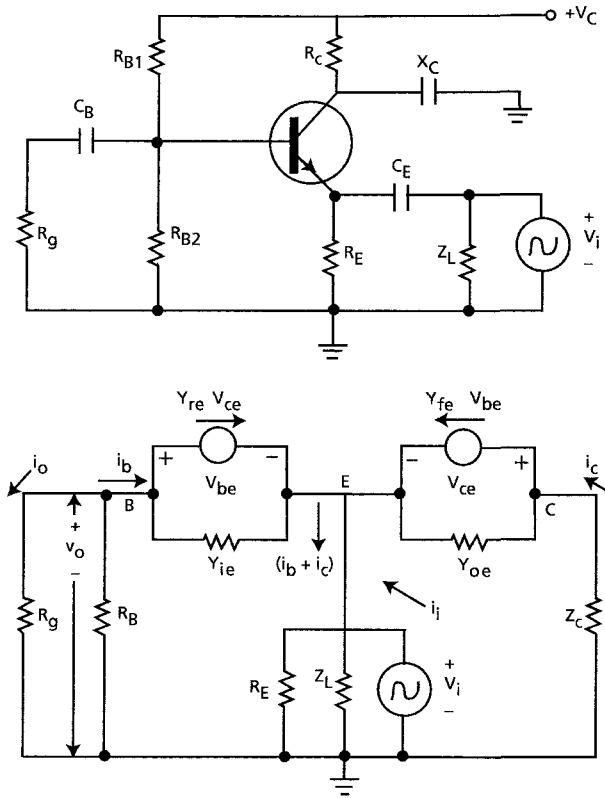 +V_C
R_B1
R_c
X_C
C_B
C_E
R_g
R_B2
R_E
Z_L
+
V_i
−
Y_re V_ce
Y_fe V_be
i_o
i_b
+ −
− +
i_c
B
V_be
E
V_ce
C
+
v_o
−
Y_ie
(i_b + i_c)
Y_oe
i_i
R_g
R_B
Z_c
R_E
Z_L
+
V_i
−